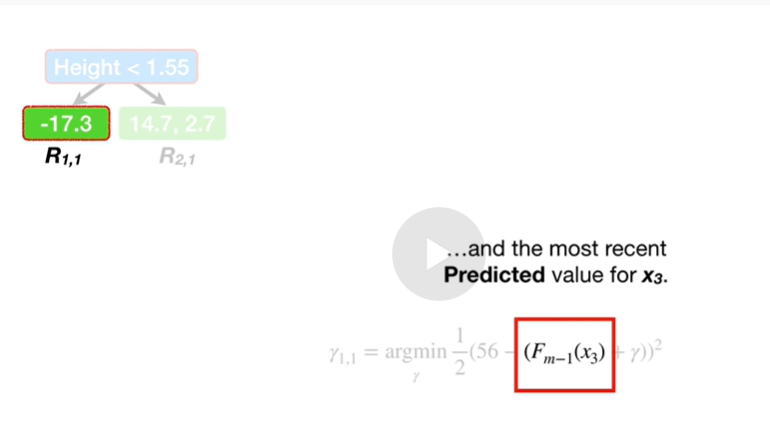 Height < 1.55
-17.3 14.7, 2.7
R1,1 R2,1
…and the most recent
Predicted value for x3.
γ1,1 = argmin γ 1/2 (56 − (Fm−1(x3) + γ))²